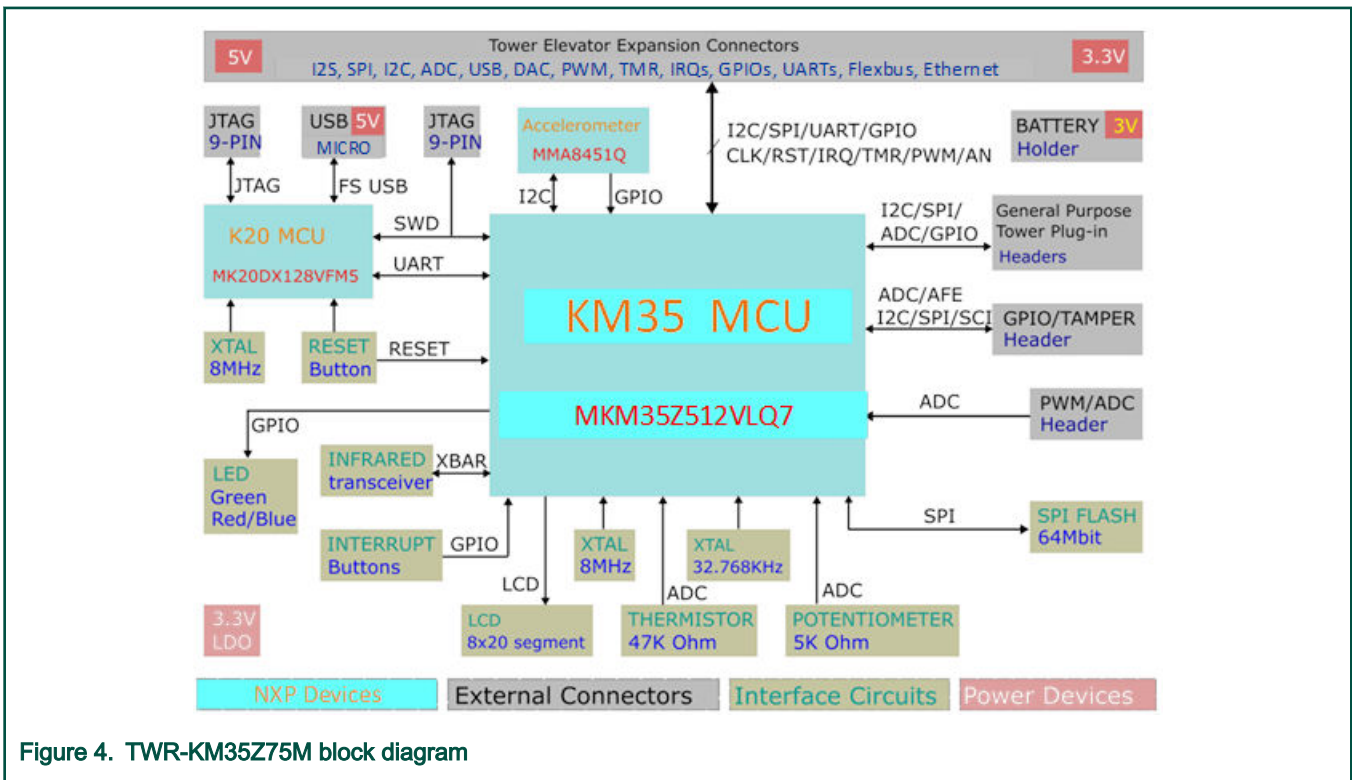 Tower Elevator Expansion Connectors
5V
3.3V
I2S, SPI, I2C, ADC, USB, DAC, PWM, TMR, IRQs, GPIOs, UARTs, Flexbus, Ethernet
JTAG
9-PIN
USB 5V
MICRO
JTAG
9-PIN
Accelerometer
MMA8451Q
I2C/SPI/UART/GPIO
CLK/RST/IRQ/TMR/PWM/AN
BATTERY 3V
Holder
JTAG
FS USB
I2C
GPIO
K20 MCU
MK20DX128VFM5
SWD
UART
I2C/SPI/
ADC/GPIO
General Purpose
Tower Plug-in
Headers
KM35 MCU
MKM35Z512VLQ7
ADC/AFE
I2C/SPI/SCI
GPIO/TAMPER
Header
XTAL
8MHz
RESET
Button
RESET
ADC
PWM/ADC
Header
GPIO
LED
Green
Red/Blue
INFRARED
transceiver
XBAR
INTERRUPT
Buttons
GPIO
LCD
XTAL
8MHz
ADC
XTAL
32.768KHz
ADC
SPI
SPI FLASH
64Mbit
3.3V
LDO
LCD
8x20 segment
THERMISTOR
47K Ohm
POTENTIOMETER
5K Ohm
NXP Devices
External Connectors
Interface Circuits
Power Devices
Figure 4. TWR-KM35Z75M block diagram